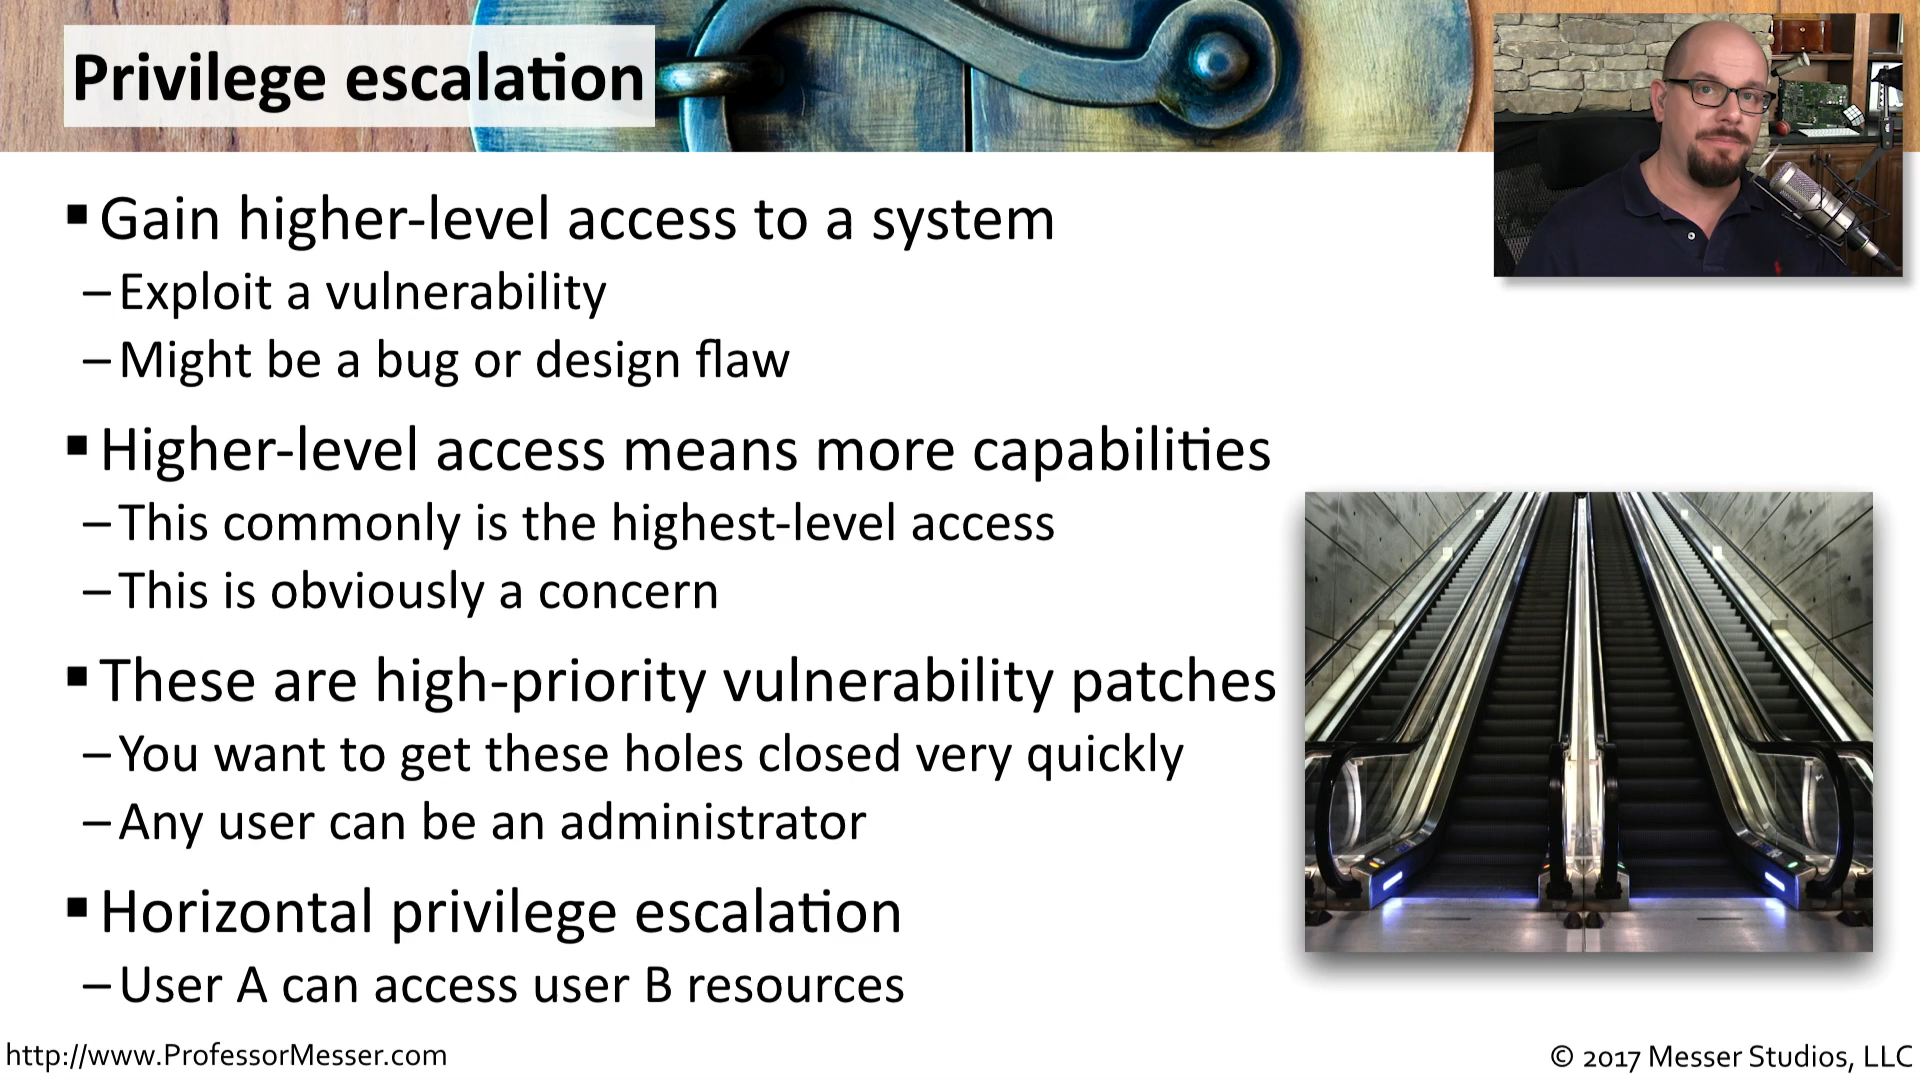 Privilege escalation
▪ Gain higher-level access to a system
– Exploit a vulnerability
– Might be a bug or design flaw
▪ Higher-level access means more capabilities
– This commonly is the highest-level access
– This is obviously a concern
▪ These are high-priority vulnerability patches
– You want to get these holes closed very quickly
– Any user can be an administrator
▪ Horizontal privilege escalation
– User A can access user B resources
http://www.ProfessorMesser.com
© 2017 Messer Studios, LLC